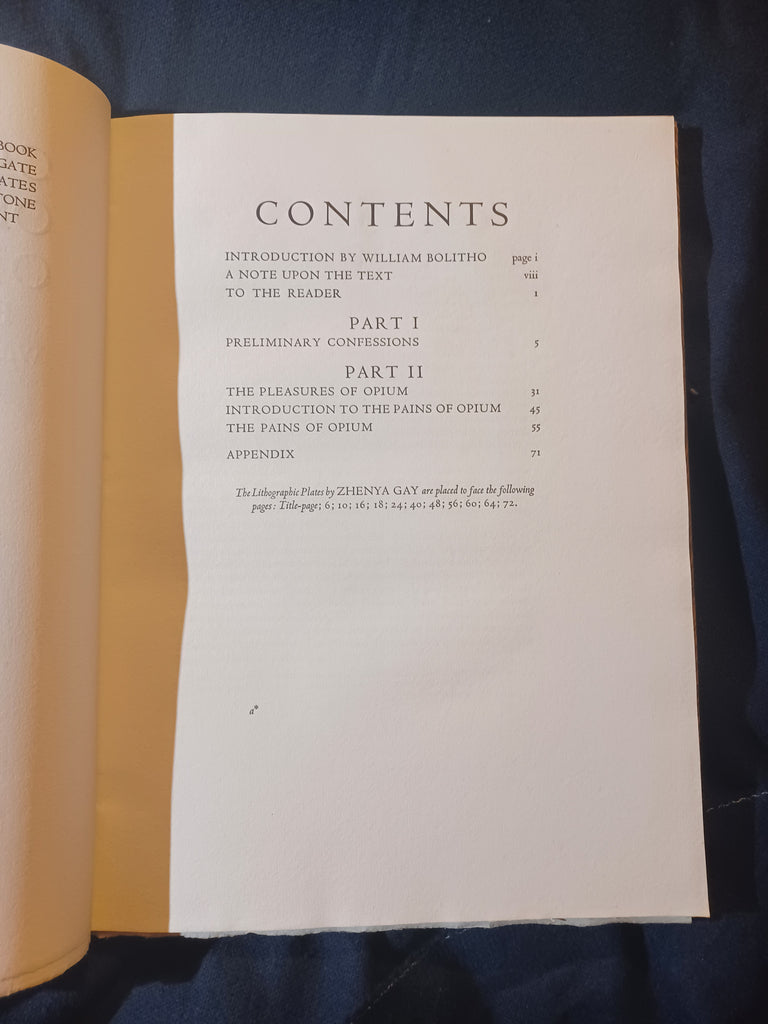 BOOK
GATE
ATES
TONE
NT
CONTENTS
INTRODUCTION BY WILLIAM BOLITHO page i
A NOTE UPON THE TEXT viii
TO THE READER 1
PART I
PRELIMINARY CONFESSIONS 5
PART II
THE PLEASURES OF OPIUM 31
INTRODUCTION TO THE PAINS OF OPIUM 45
THE PAINS OF OPIUM 55
APPENDIX 71
The Lithographic Plates by ZHENYA GAY are placed to face the following
pages: Title-page; 6; 10; 16; 18; 24; 40; 48; 56; 60; 64; 72.
a*